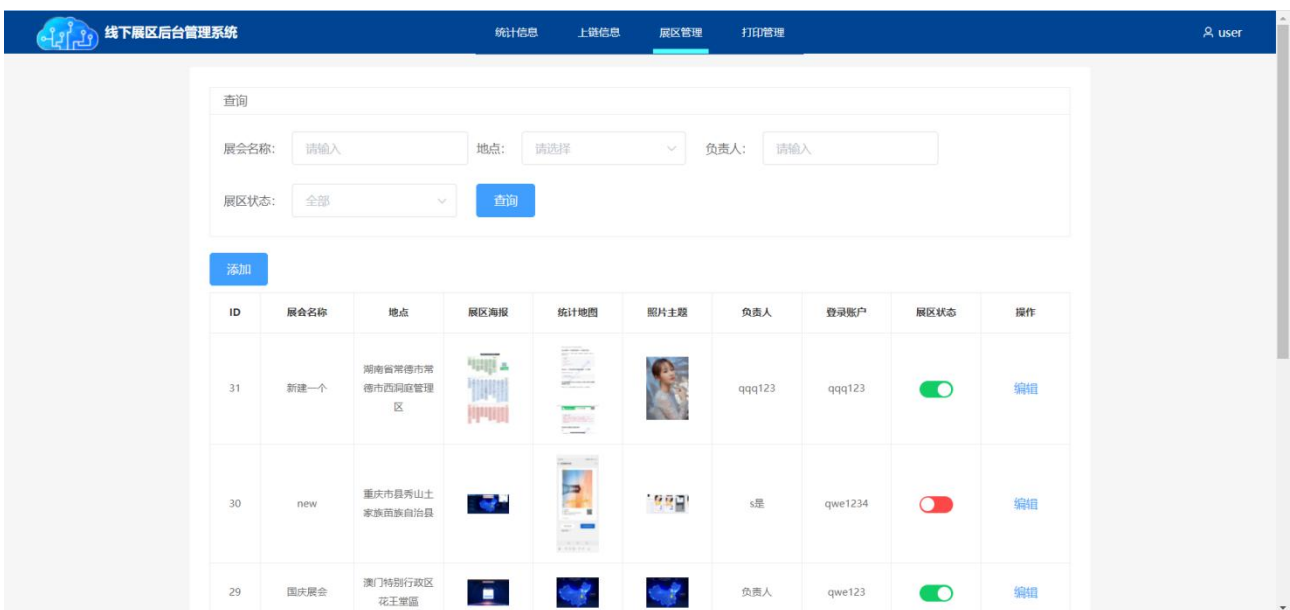 线下展区后台管理系统
统计信息 上链信息 展区管理 打印管理
user
查询
展会名称: 请输入 地点: 请选择 负责人: 请输入
展区状态: 全部 查询
添加
ID 展会名称 地点 展区海报 统计地图 照片主题 负责人 登录账户 展区状态 操作
31 新建一个 湖南省常德市常 qqq123 qqq123 编辑
德市西洞庭管理
区
30 new 重庆市县秀山土 s是 qwe1234 编辑
家族苗族自治县
29 国庆展会 澳门特别行政区 负责人 qwe123 编辑
花王堂區